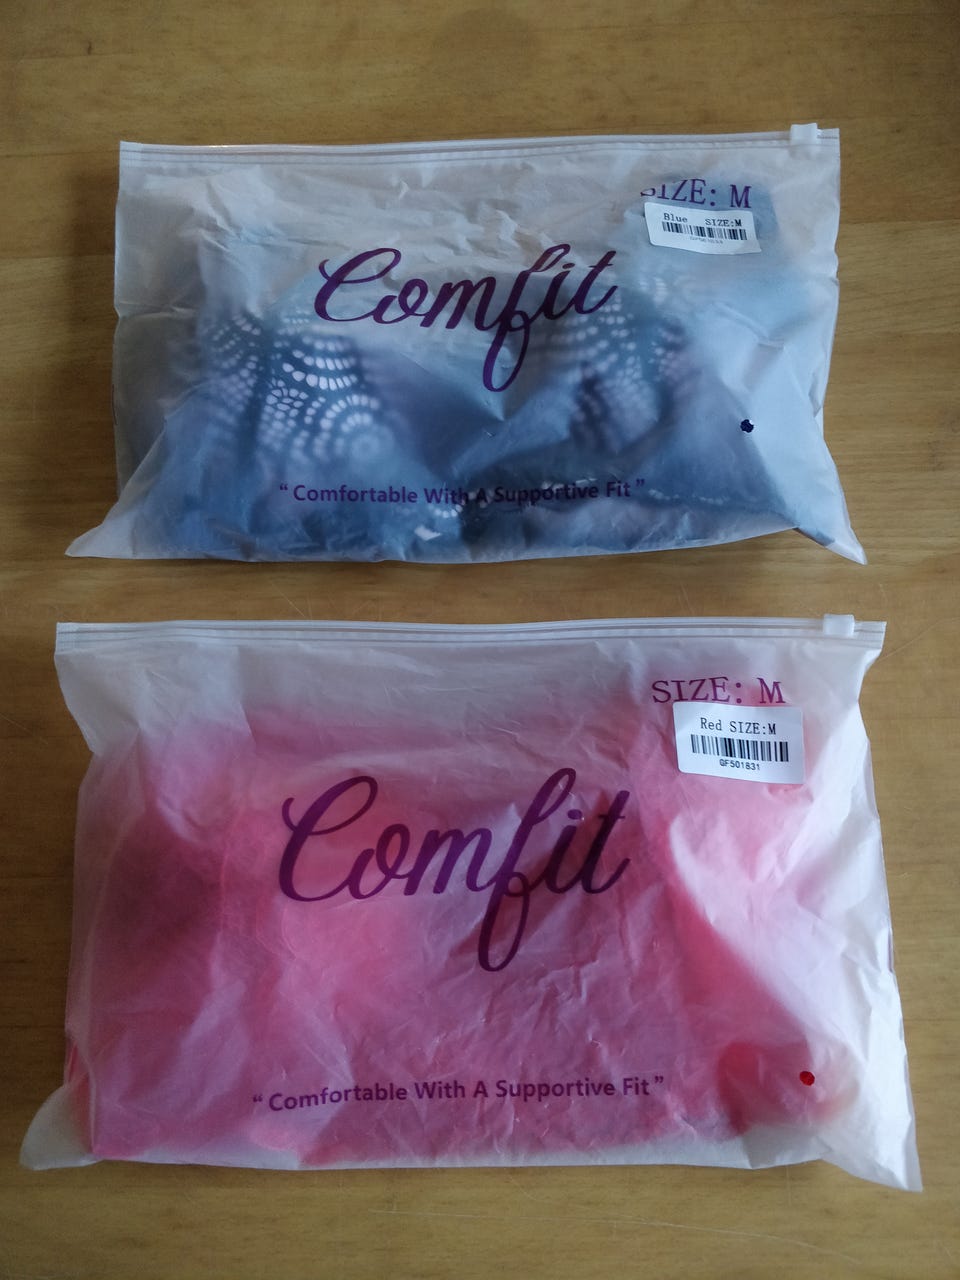 SIZE: M
Blue SIZE:M
Comfit
“Comfortable With A Supportive Fit”
SIZE: M
Red SIZE:M
QF501831
Comfit
“Comfortable With A Supportive Fit”